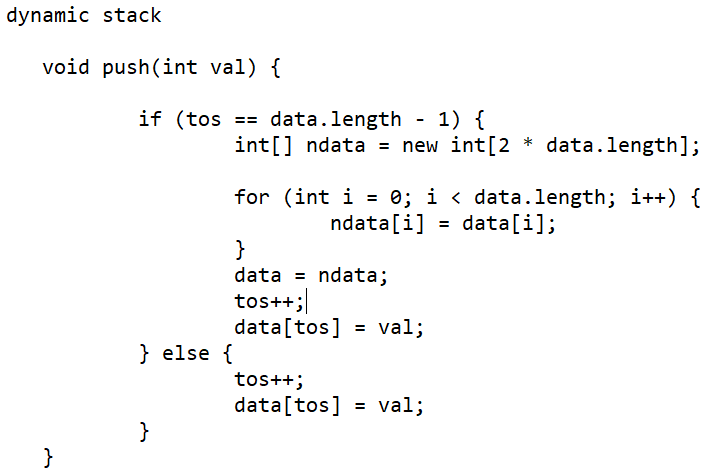 dynamic stack
void push(int val) {
if (tos == data.length - 1) {
int[] ndata = new int[2 * data.length];
for (int i = 0; i < data.length; i++) {
ndata[i] = data[i];
}
data = ndata;
tos++;
data[tos] = val;
} else {
tos++;
data[tos] = val;
}
}